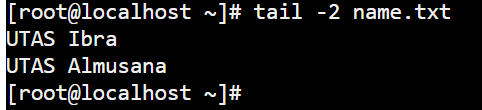 [root@localhost ~]# tail -2 name.txt
UTAS Ibra
UTAS Almusana
[root@localhost ~]#